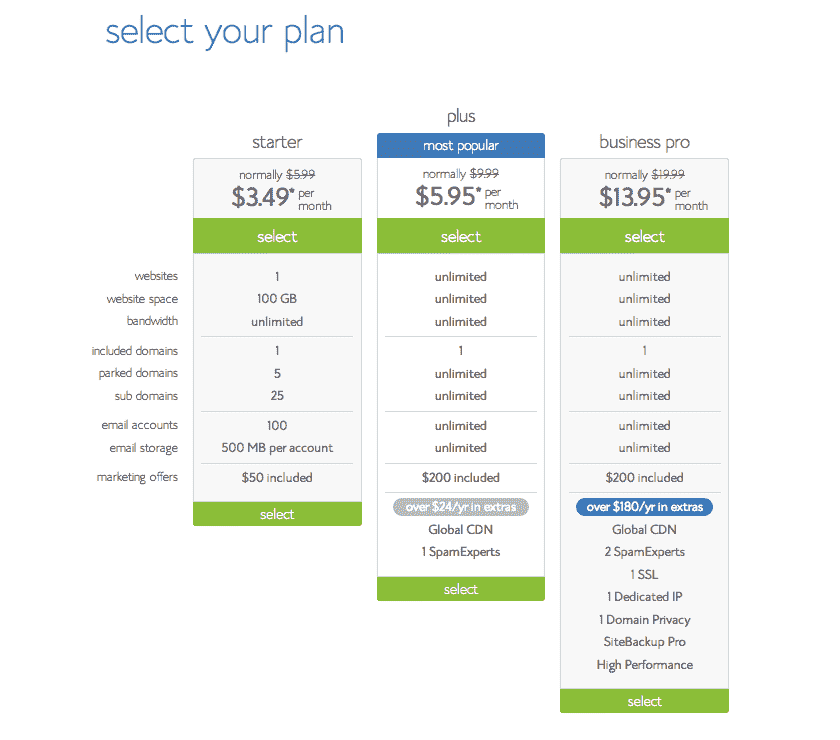 select your plan
plus
starter
most popular
business pro
normally $5.99
$3.49* per month
normally $9.99
$5.95* per month
normally $19.99
$13.95* per month
select select select
websites 1 unlimited unlimited
website space 100 GB unlimited unlimited
bandwidth unlimited unlimited unlimited
included domains 1 1 1
parked domains 5 unlimited unlimited
sub domains 25 unlimited unlimited
email accounts 100 unlimited unlimited
email storage 500 MB per account unlimited unlimited
marketing offers $50 included $200 included $200 included
select
over $24/yr in extras
Global CDN
1 SpamExperts
select
over $180/yr in extras
Global CDN
2 SpamExperts
1 SSL
1 Dedicated IP
1 Domain Privacy
SiteBackup Pro
High Performance
select